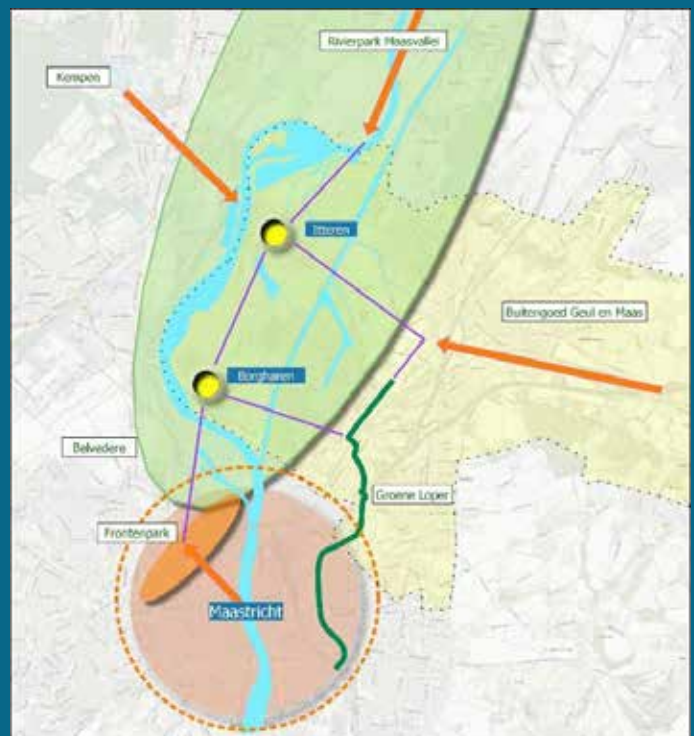 Rivierpark Maasvallei
Kempen
Itteren
Buitengoed Geul en Maas
Borgharen
Belvedere
Groene Loper
Frontenpark
Maastricht